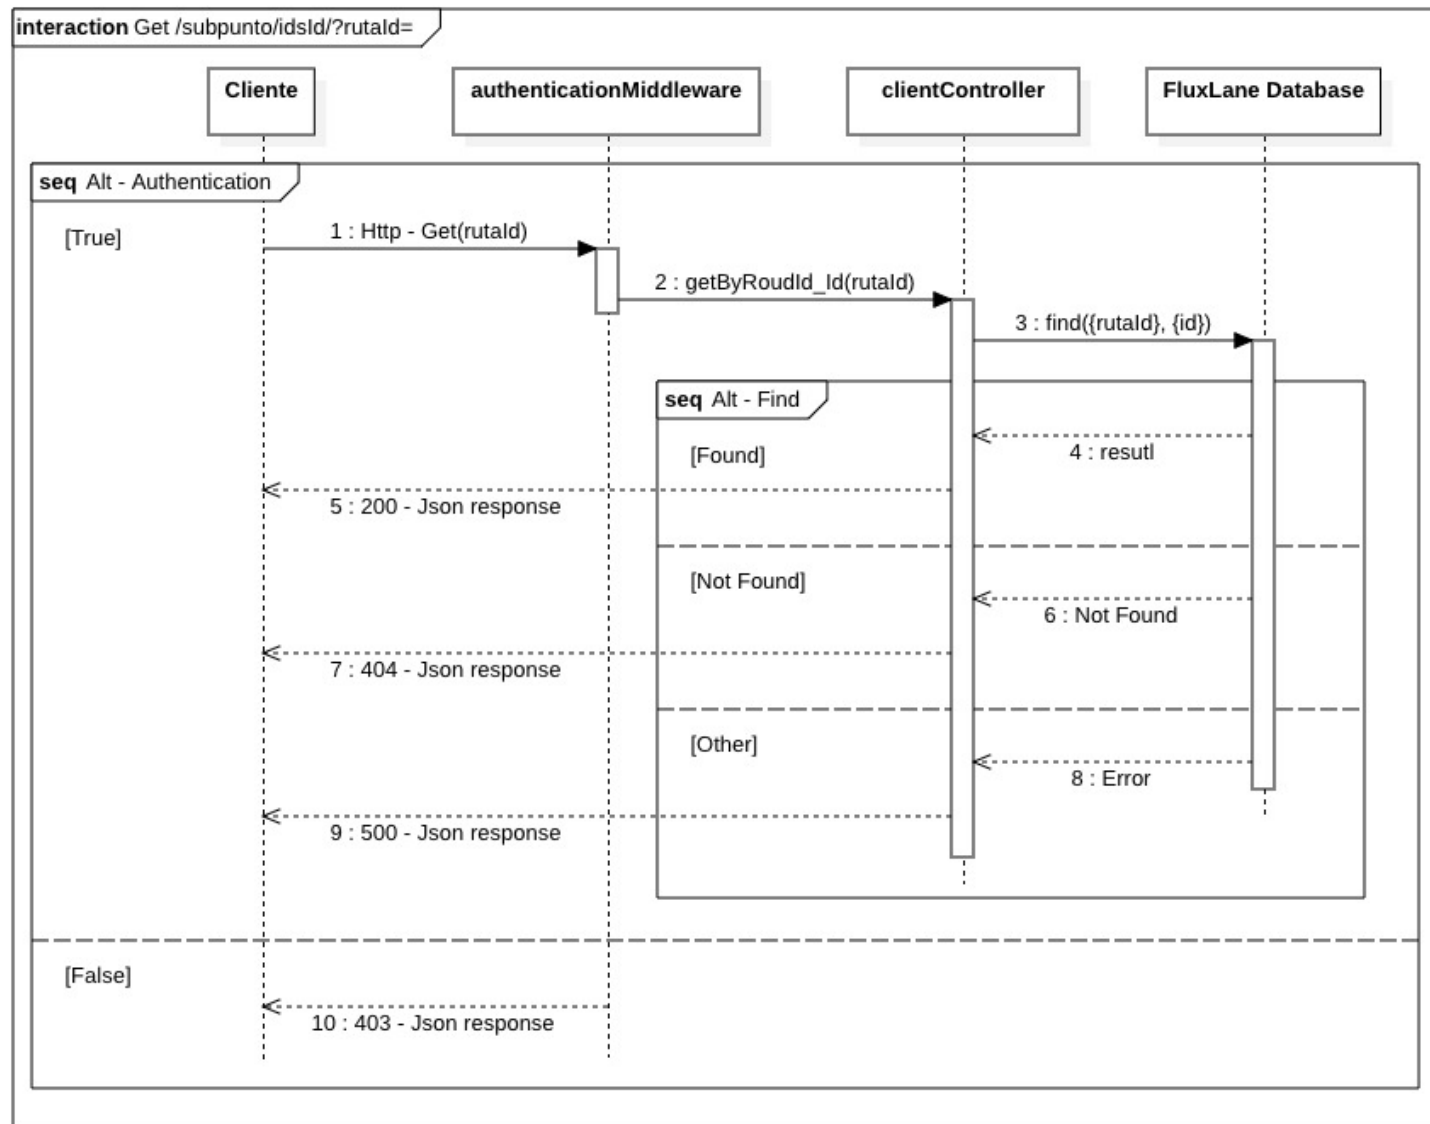 interaction Get /subpunto/idsId/?rutaId=
Cliente
authenticationMiddleware
clientController
FluxLane Database
seq Alt - Authentication
[True]
1 : Http - Get(rutaId)
2 : getByRoudId_Id(rutaId)
3 : find({rutaId}, {id})
seq Alt - Find
[Found]
4 : resutl
5 : 200 - Json response
[Not Found]
6 : Not Found
7 : 404 - Json response
[Other]
8 : Error
9 : 500 - Json response
[False]
10 : 403 - Json response